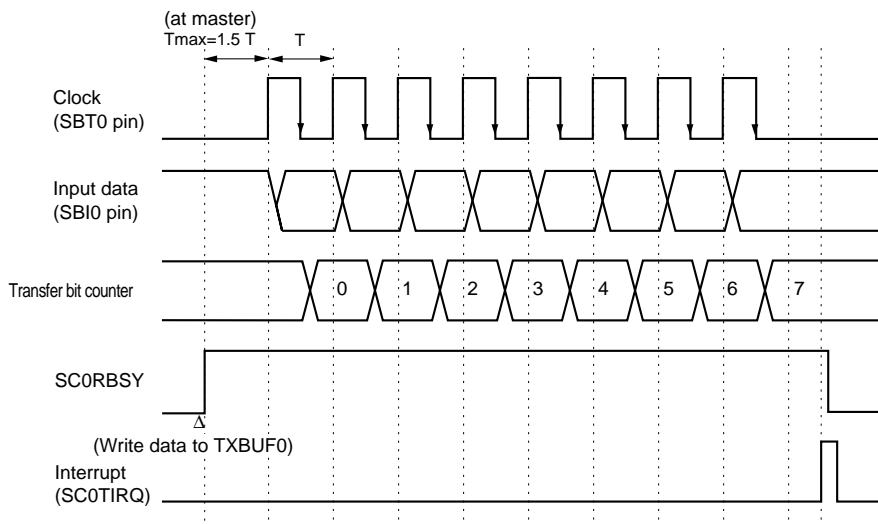 (at master)
Tmax=1.5 T
T
Clock
(SBT0 pin)
Input data
(SBI0 pin)
Transfer bit counter
0 1 2 3 4 5 6 7
SC0RBSY
Δ
(Write data to TXBUF0)
Interrupt
(SC0TIRQ)